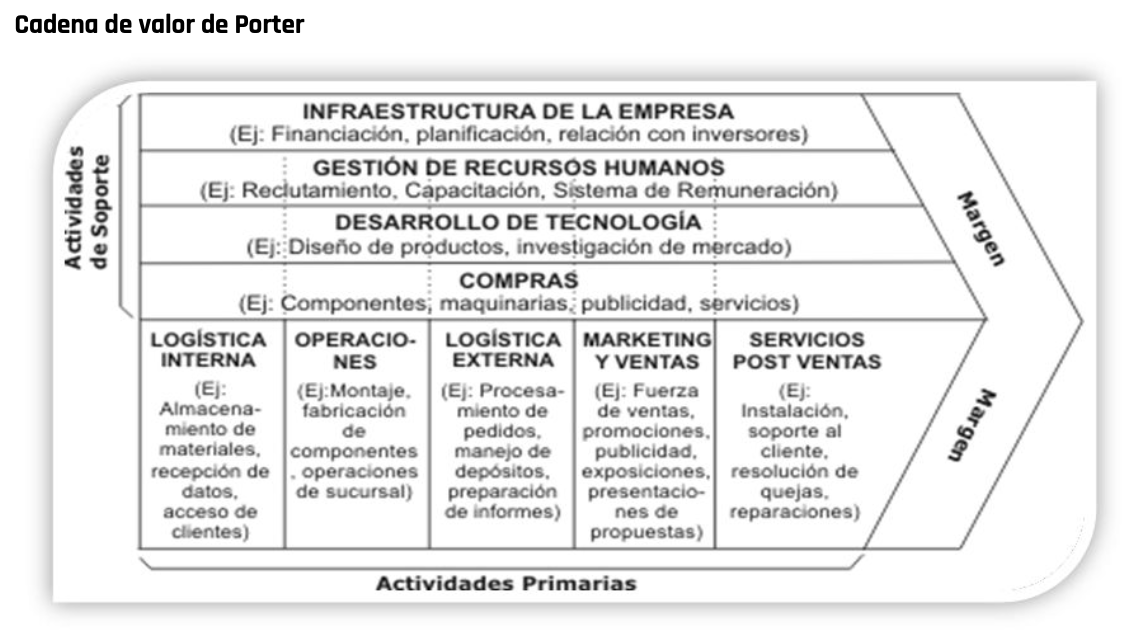 Cadena de valor de Porter
Actividades
de Soporte
INFRAESTRUCTURA DE LA EMPRESA
(Ej: Financiación, planificación, relación con inversores)
GESTIÓN DE RECURSOS HUMANOS
(Ej: Reclutamiento, Capacitación, Sistema de Remuneración)
DESARROLLO DE TECNOLOGÍA
(Ej: Diseño de productos, investigación de mercado)
COMPRAS
(Ej: Componentes, maquinarias, publicidad, servicios)
LOGÍSTICA
INTERNA
(Ej:
Almacena-
miento de
materiales,
recepción de
datos,
acceso de
clientes)
OPERACIO-
NES
(Ej:Montaje,
fabricación
de
componentes
, operaciones
de sucursal)
LOGÍSTICA
EXTERNA
(Ej: Procesa-
miento de
pedidos,
manejo de
depósitos,
preparación
de informes)
MARKETING
Y VENTAS
(Ej: Fuerza
de ventas,
promociones,
publicidad,
exposiciones,
presentacio-
nes de
propuestas)
SERVICIOS
POST VENTAS
(Ej:
Instalación,
soporte al
cliente,
resolución de
quejas,
reparaciones)
Margen
Margen
Actividades Primarias